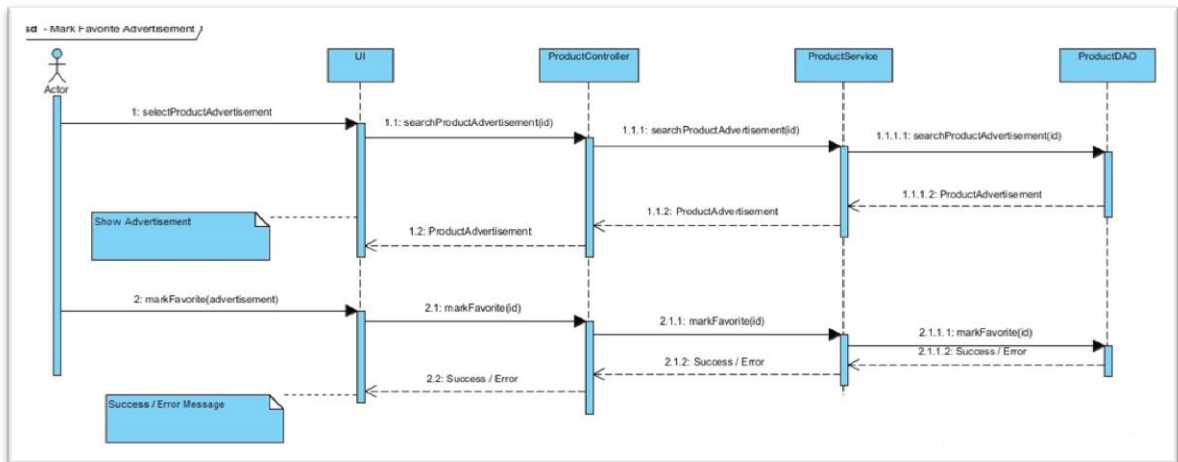 sd - Mark Favorite Advertisement
UI
ProductController
ProductService
ProductDAO
Actor
1: selectProductAdvertisement
1.1: searchProductAdvertisement(id)
1.1.1: searchProductAdvertisement(id)
1.1.1.1: searchProductAdvertisement(id)
1.1.1.2: ProductAdvertisement
1.1.2: ProductAdvertisement
1.2: ProductAdvertisement
Show Advertisement
2: markFavorite(advertisement)
2.1: markFavorite(id)
2.1.1: markFavorite(id)
2.1.1.1: markFavorite(id)
2.1.1.2: Success / Error
2.1.2: Success / Error
2.2: Success / Error
Success / Error Message